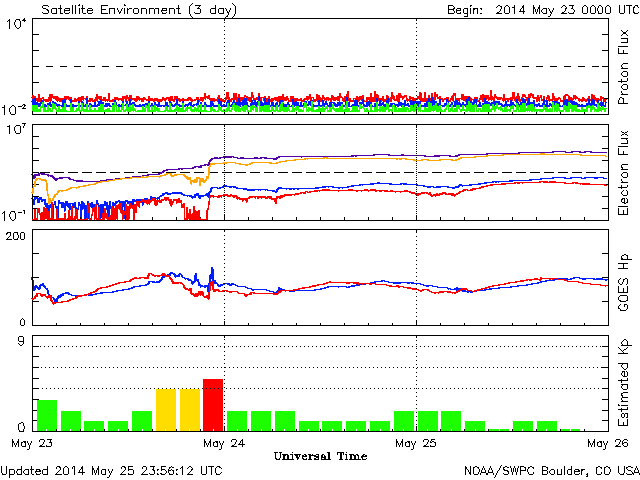 Satellite Environment (3 day) Begin: 2014 May 23 0000 UTC
10⁴
10⁻²
Proton Flux
10⁷
10⁻¹
Electron Flux
200
0
GOES Hp
9
0
Estimated Kp
May 23 May 24 May 25 May 26
Universal Time
Updated 2014 May 25 23:56:12 UTC NOAA/SWPC Boulder, CO USA